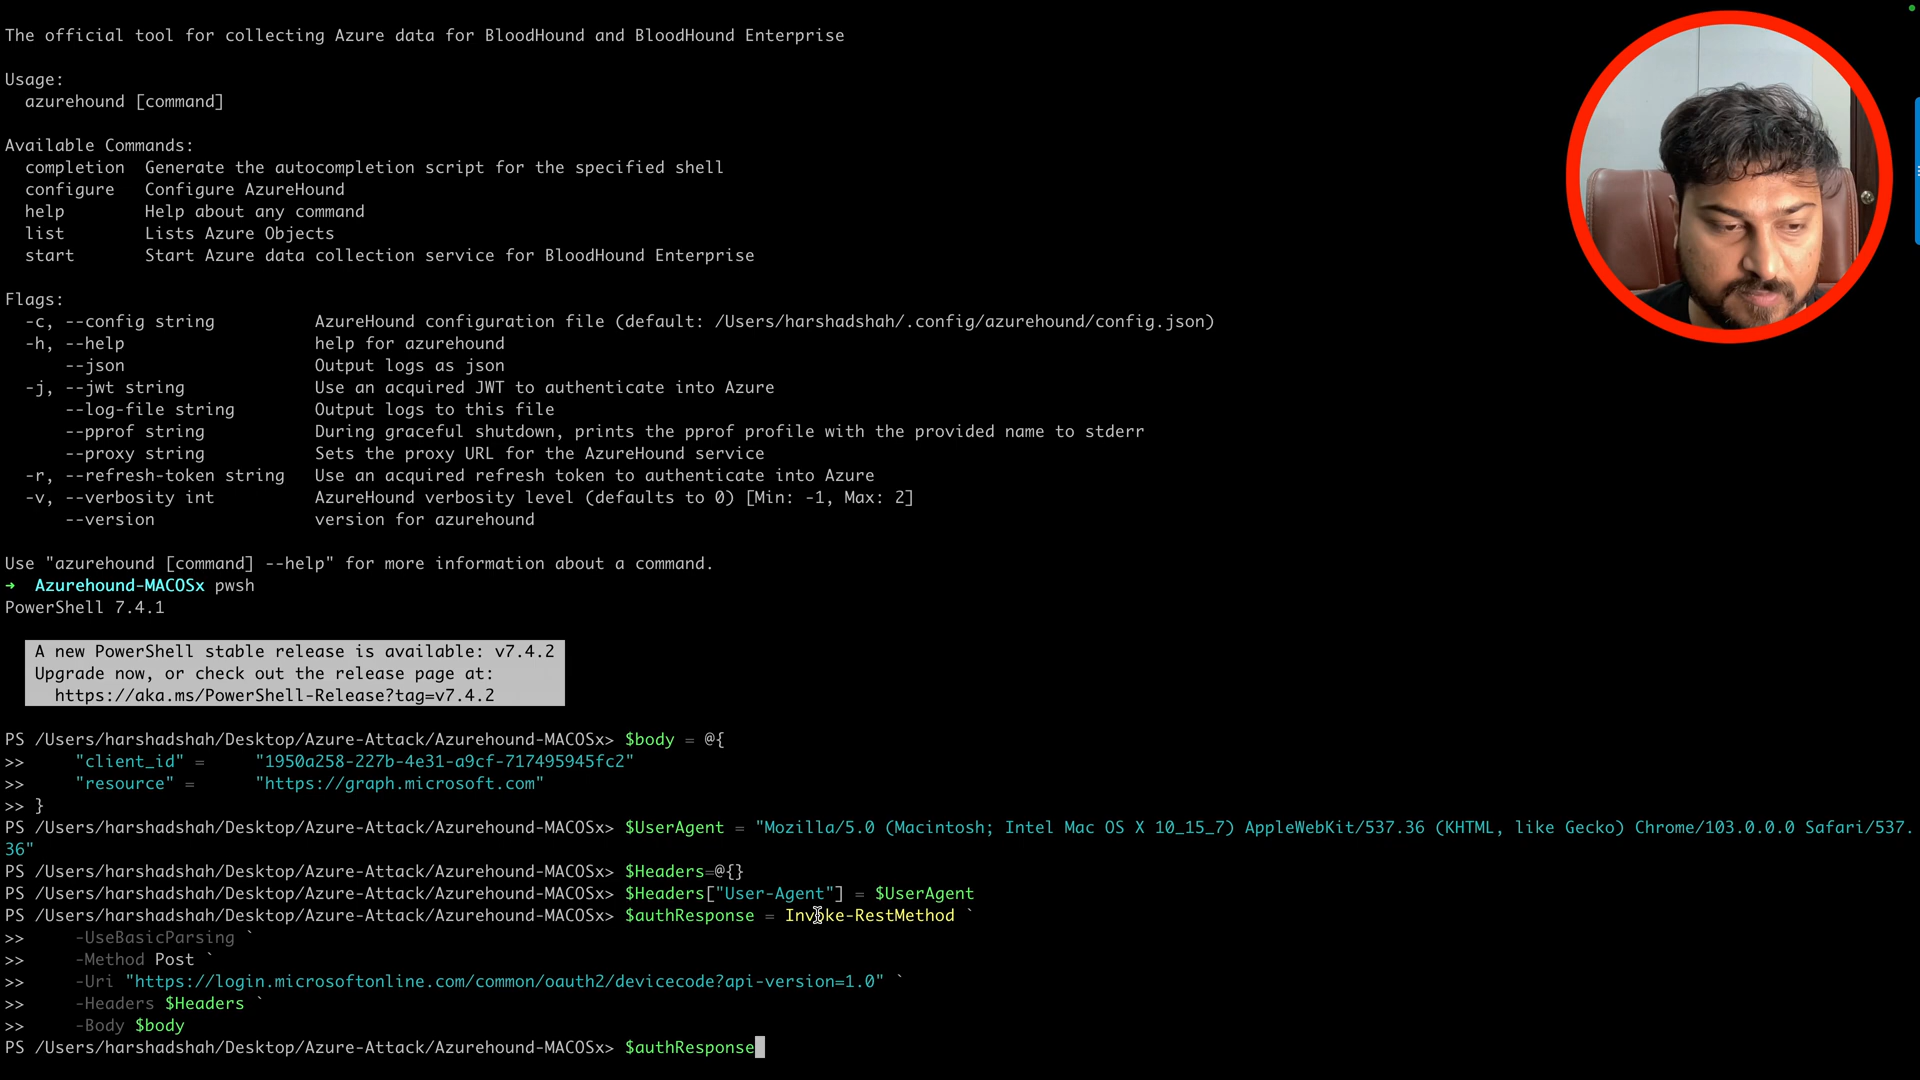 The official tool for collecting Azure data for BloodHound and BloodHound Enterprise
Usage:
azurehound [command]
Available Commands:
completion Generate the autocompletion script for the specified shell
configure Configure AzureHound
help Help about any command
list Lists Azure Objects
start Start Azure data collection service for BloodHound Enterprise
Flags:
-c, --config string AzureHound configuration file (default: /Users/harshadshah/.config/azurehound/config.json)
-h, --help help for azurehound
--json Output logs as json
-j, --jwt string Use an acquired JWT to authenticate into Azure
--log-file string Output logs to this file
--pprof string During graceful shutdown, prints the pprof profile with the provided name to stderr
--proxy string Sets the proxy URL for the AzureHound service
-r, --refresh-token string Use an acquired refresh token to authenticate into Azure
-v, --verbosity int AzureHound verbosity level (defaults to 0) [Min: -1, Max: 2]
--version version for azurehound
Use "azurehound [command] --help" for more information about a command.
➜ Azurehound-MACOSx pwsh
PowerShell 7.4.1
A new PowerShell stable release is available: v7.4.2
Upgrade now, or check out the release page at:
https://aka.ms/PowerShell-Release?tag=v7.4.2
PS /Users/harshadshah/Desktop/Azure-Attack/Azurehound-MACOSx> $body = @{
>> "client_id" = "1950a258-227b-4e31-a9cf-717495945fc2"
>> "resource" = "https://graph.microsoft.com"
>> }
PS /Users/harshadshah/Desktop/Azure-Attack/Azurehound-MACOSx> $UserAgent = "Mozilla/5.0 (Macintosh; Intel Mac OS X 10_15_7) AppleWebKit/537.36 (KHTML, like Gecko) Chrome/103.0.0.0 Safari/537.
36"
PS /Users/harshadshah/Desktop/Azure-Attack/Azurehound-MACOSx> $Headers=@{}
PS /Users/harshadshah/Desktop/Azure-Attack/Azurehound-MACOSx> $Headers["User-Agent"] = $UserAgent
PS /Users/harshadshah/Desktop/Azure-Attack/Azurehound-MACOSx> $authResponse = Invoke-RestMethod `
>> -UseBasicParsing `
>> -Method Post `
>> -Uri "https://login.microsoftonline.com/common/oauth2/devicecode?api-version=1.0" `
>> -Headers $Headers `
>> -Body $body
PS /Users/harshadshah/Desktop/Azure-Attack/Azurehound-MACOSx> $authResponse